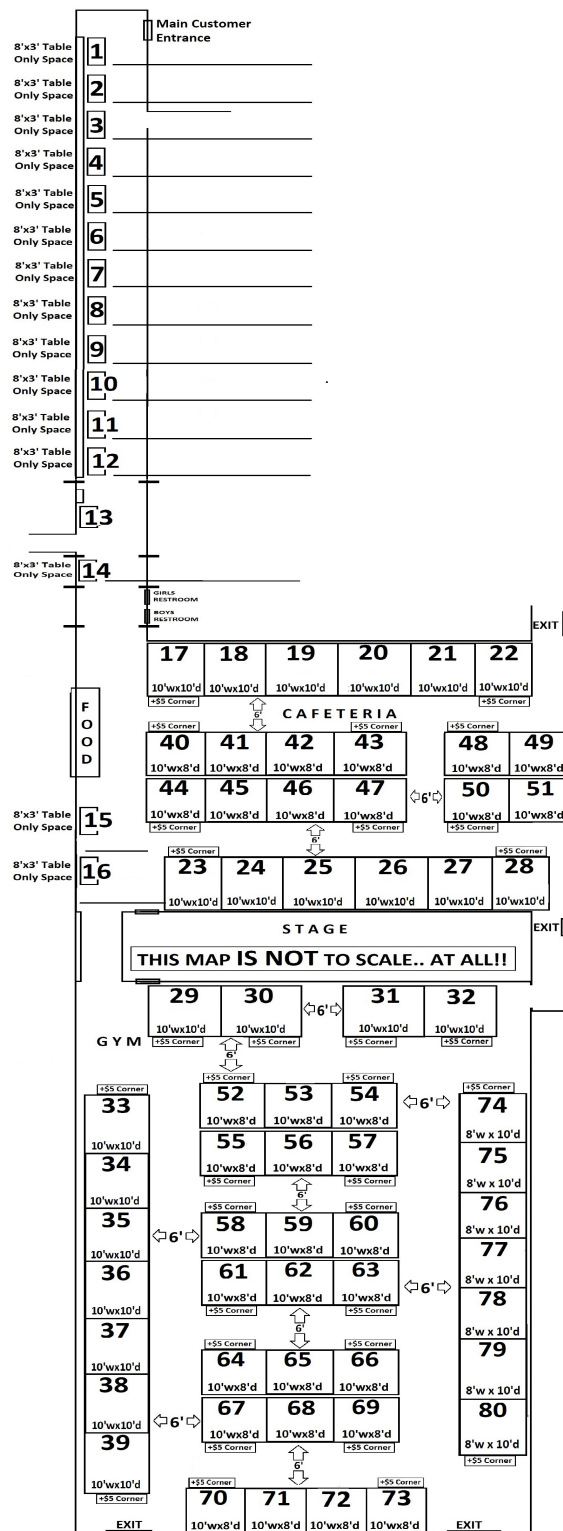 Main Customer
Entrance
8'x3' Table
Only Space
1
8'x3' Table
Only Space
2
8'x3' Table
Only Space
3
8'x3' Table
Only Space
4
8'x3' Table
Only Space
5
8'x3' Table
Only Space
6
8'x3' Table
Only Space
7
8'x3' Table
Only Space
8
8'x3' Table
Only Space
9
8'x3' Table
Only Space
10
8'x3' Table
Only Space
11
8'x3' Table
Only Space
12
13
8'x3' Table
Only Space
14
GIRLS
RESTROOM
BOYS
RESTROOM
EXIT
17 18 19 20 21 22
10'wx10'd 10'wx10'd 10'wx10'd 10'wx10'd 10'wx10'd 10'wx10'd
+$5 Corner +$5 Corner
6'
CAFETERIA
FOOD
+$5 Corner +$5 Corner +$5 Corner
40 41 42 43 48 49
10'wx8'd 10'wx8'd 10'wx8'd 10'wx8'd 10'wx8'd 10'wx8'd
44 45 46 47 6' 50 51
10'wx8'd 10'wx8'd 10'wx8'd 10'wx8'd 10'wx8'd 10'wx8'd
+$5 Corner +$5 Corner +$5 Corner
8'x3' Table
Only Space
15
6'
+$5 Corner +$5 Corner
8'x3' Table
Only Space
16
23 24 25 26 27 28
10'wx10'd 10'wx10'd 10'wx10'd 10'wx10'd 10'wx10'd 10'wx10'd
STAGE
EXIT
THIS MAP IS NOT TO SCALE.. AT ALL!!
29 30 6' 31 32
10'wx10'd 10'wx10'd 10'wx10'd 10'wx10'd
+$5 Corner +$5 Corner +$5 Corner +$5 Corner
GYM
6'
+$5 Corner +$5 Corner
52 53 54 6'
10'wx8'd 10'wx8'd 10'wx8'd
55 56 57
10'wx8'd 10'wx8'd 10'wx8'd
+$5 Corner +$5 Corner
6'
+$5 Corner
33
10'wx10'd
34
10'wx10'd
35
10'wx10'd
36
10'wx10'd
37
10'wx10'd
38
10'wx10'd
39
10'wx10'd
+$5 Corner
+$5 Corner +$5 Corner
6' 58 59 60
10'wx8'd 10'wx8'd 10'wx8'd
61 62 63 6'
10'wx8'd 10'wx8'd 10'wx8'd
+$5 Corner +$5 Corner
6'
+$5 Corner +$5 Corner
64 65 66
10'wx8'd 10'wx8'd 10'wx8'd
6' 67 68 69
10'wx8'd 10'wx8'd 10'wx8'd
+$5 Corner +$5 Corner
6'
+$5 Corner
74
8'w x 10'd
75
8'w x 10'd
76
8'w x 10'd
77
8'w x 10'd
78
8'w x 10'd
79
8'w x 10'd
80
8'w x 10'd
+$5 Corner
+$5 Corner +$5 Corner
70 71 72 73
10'wx8'd 10'wx8'd 10'wx8'd 10'wx8'd
EXIT EXIT